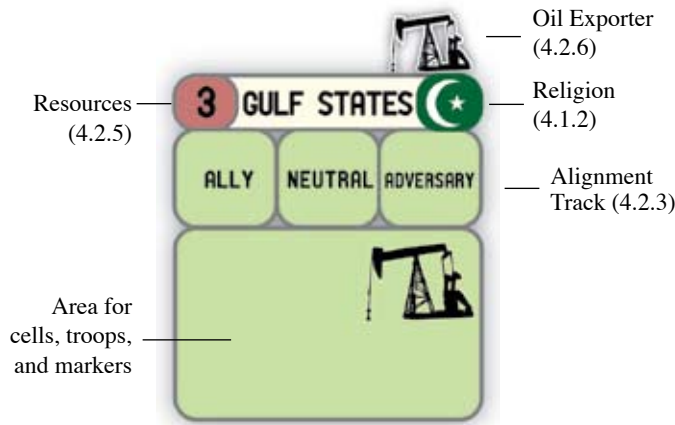 Oil Exporter
(4.2.6)
Resources
(4.2.5)
3 GULF STATES
Religion
(4.1.2)
ALLY NEUTRAL ADVERSARY
Alignment
Track (4.2.3)
Area for
cells, troops,
and markers